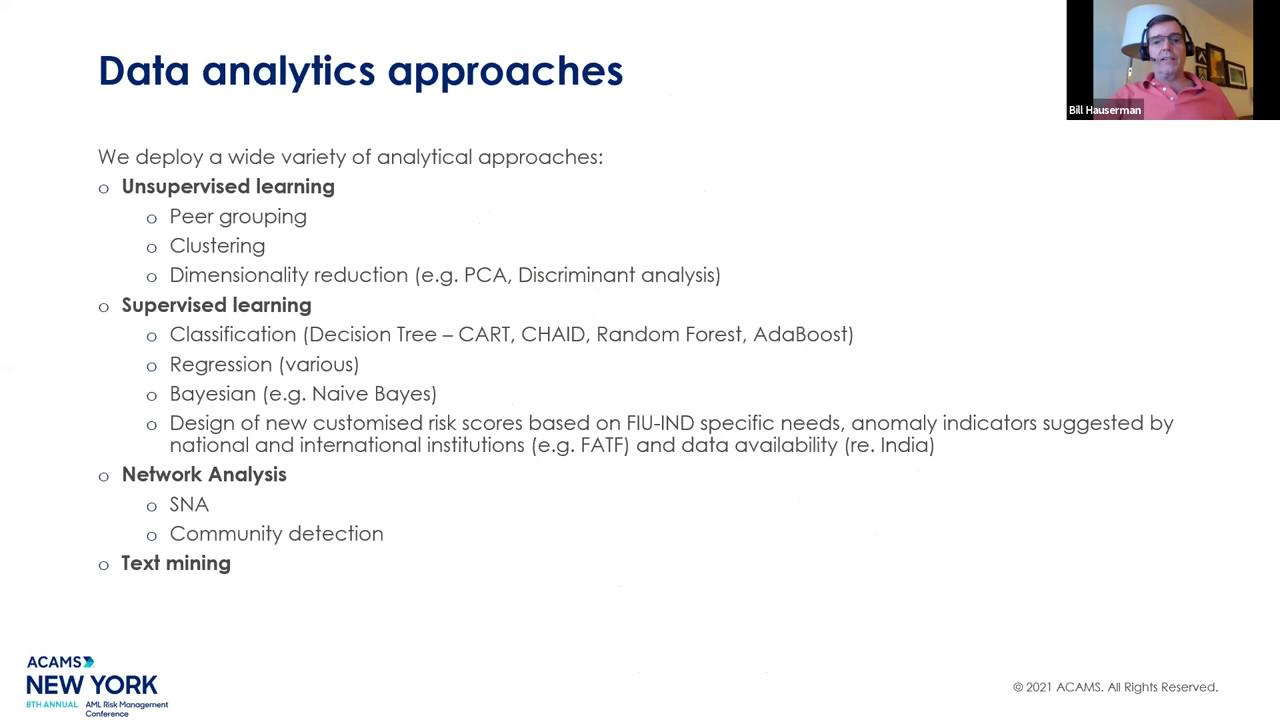 Data analytics approaches
Bill Hauserman
We deploy a wide variety of analytical approaches:
o Unsupervised learning
o Peer grouping
o Clustering
o Dimensionality reduction (e.g. PCA, Discriminant analysis)
o Supervised learning
o Classification (Decision Tree – CART, CHAID, Random Forest, AdaBoost)
o Regression (various)
o Bayesian (e.g. Naive Bayes)
o Design of new customised risk scores based on FIU-IND specific needs, anomaly indicators suggested by
national and international institutions (e.g. FATF) and data availability (re. India)
o Network Analysis
o SNA
o Community detection
o Text mining
ACAMS
NEW YORK
8TH ANNUAL AML Risk Management
Conference
© 2021 ACAMS. All Rights Reserved.